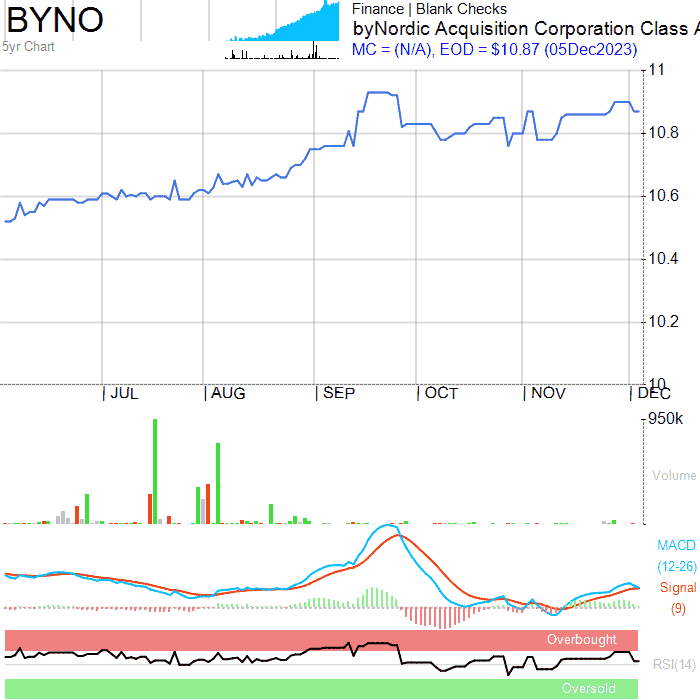 BYNO
5yr Chart
Finance | Blank Checks
byNordic Acquisition Corporation Class A
MC = (N/A), EOD = $10.87 (05Dec2023)
11
10.8
10.6
10.4
10.2
10
JUL
AUG
SEP
OCT
NOV
DEC
950k
Volume
MACD
(12-26)
Signal
(9)
Overbought
RSI(14)
Oversold